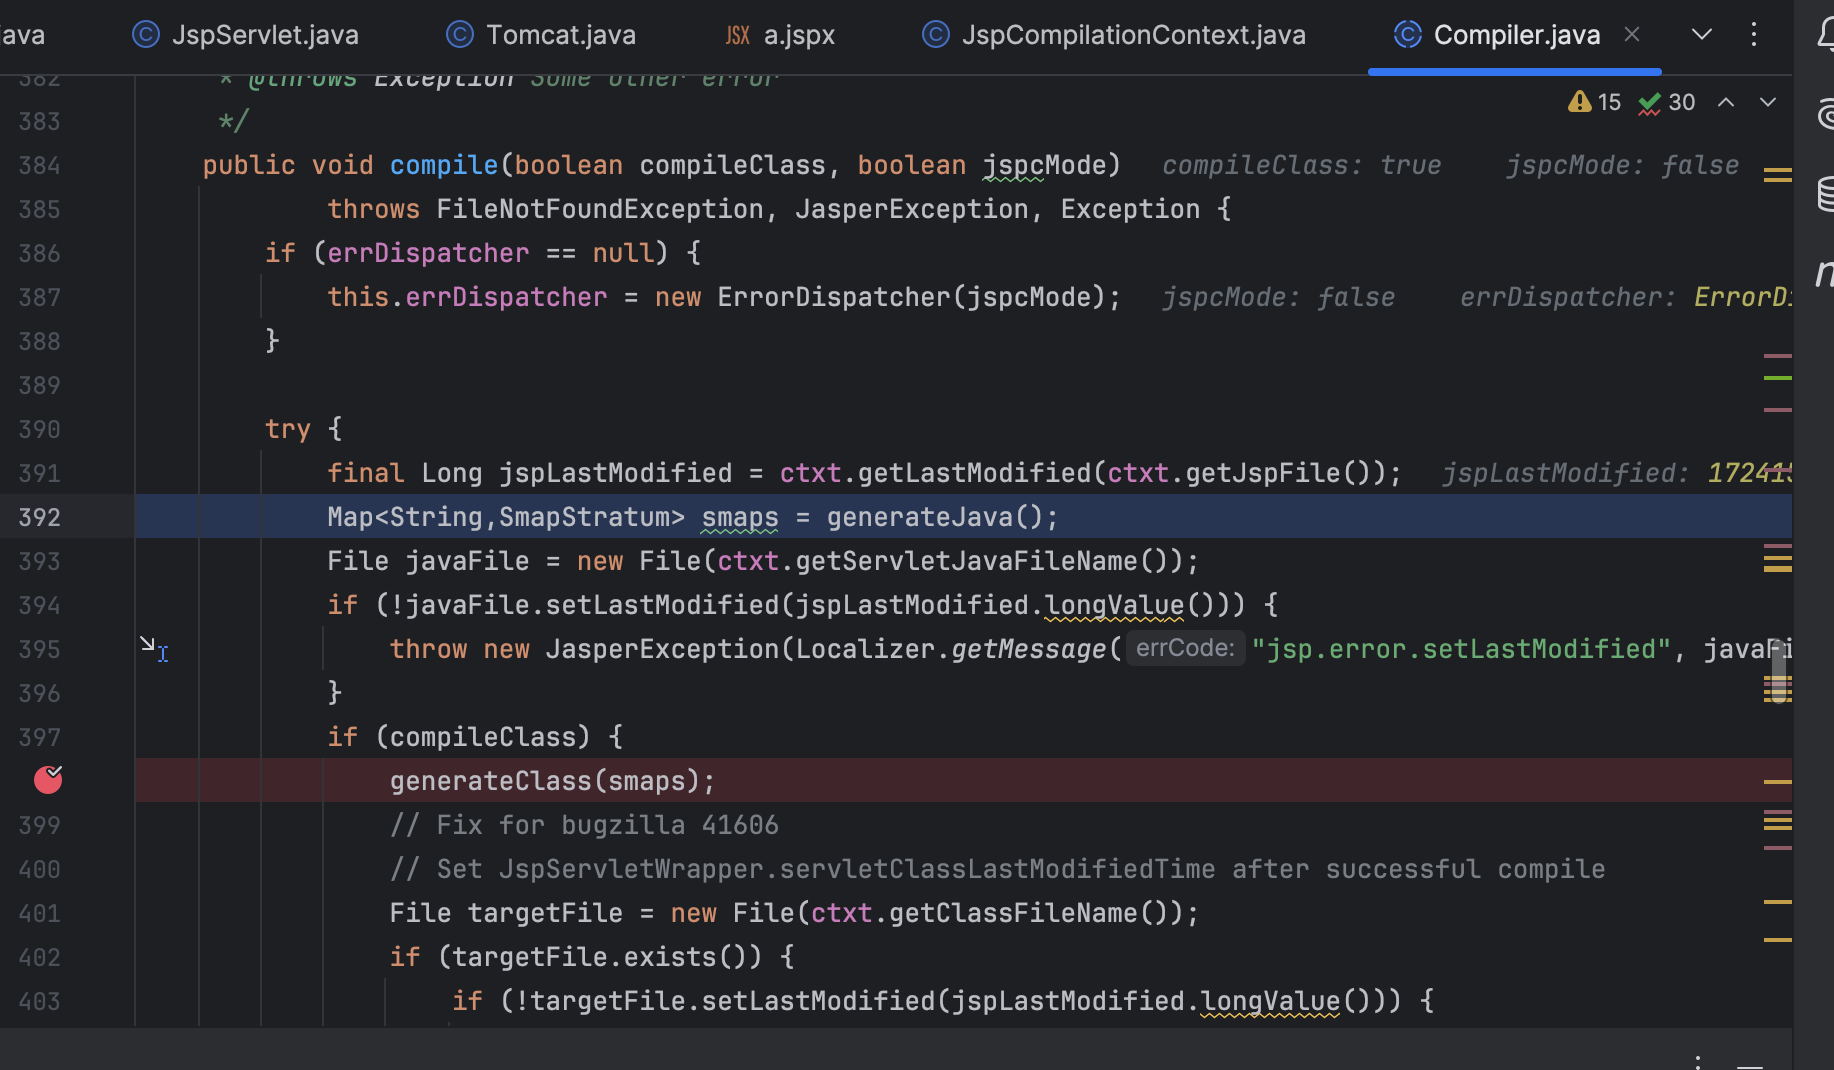 java JspServlet.java Tomcat.java JSX a.jspx JspCompilationContext.java Compiler.java
382 * @throws Exception Some other error
15 30
383 */
384 public void compile(boolean compileClass, boolean jspcMode) compileClass: true jspcMode: false
385 throws FileNotFoundException, JasperException, Exception {
386 if (errDispatcher == null) {
387 this.errDispatcher = new ErrorDispatcher(jspcMode); jspcMode: false errDispatcher: ErrorDi
388 }
389
390 try {
391 final Long jspLastModified = ctxt.getLastModified(ctxt.getJspFile()); jspLastModified: 172415
392 Map<String,SmapStratum> smaps = generateJava();
393 File javaFile = new File(ctxt.getServletJavaFileName());
394 if (!javaFile.setLastModified(jspLastModified.longValue())) {
395 throw new JasperException(Localizer.getMessage( errCode: "jsp.error.setLastModified", javaFi
396 }
397 if (compileClass) {
generateClass(smaps);
399 // Fix for bugzilla 41606
400 // Set JspServletWrapper.servletClassLastModifiedTime after successful compile
401 File targetFile = new File(ctxt.getClassFileName());
402 if (targetFile.exists()) {
403 if (!targetFile.setLastModified(jspLastModified.longValue())) {